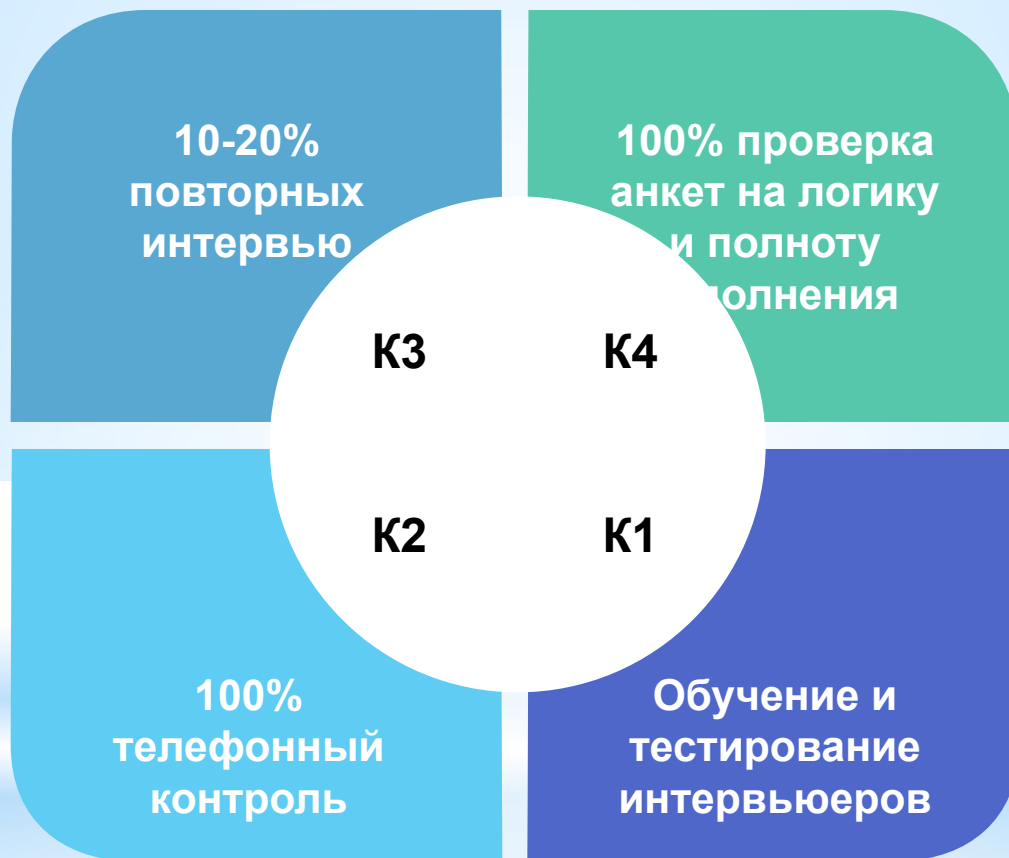 10-20%
повторных
интервью
100% проверка
анкет на логику
и полноту
олнения
К3
К4
К2
К1
100%
телефонный
контроль
Обучение и
тестирование
интервьюеров